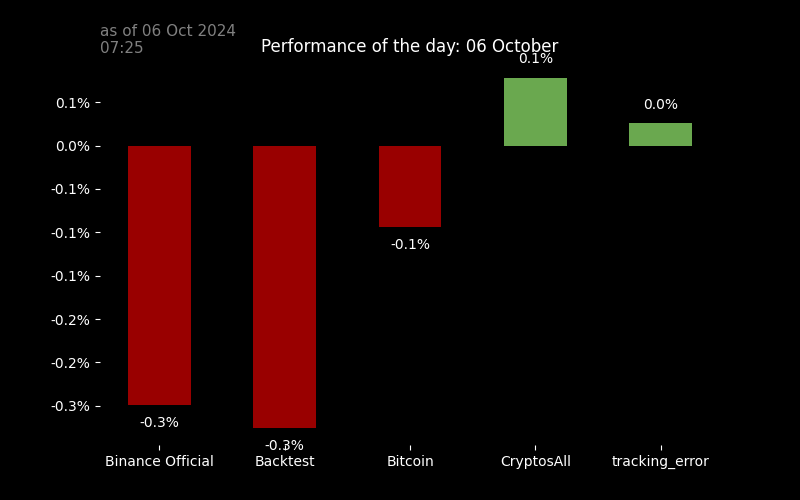 as of 06 Oct 2024
07:25
Performance of the day: 06 October
0.1%
0.0%
0.1%
0.0%
-0.1%
-0.1%
-0.1%
-0.1%
-0.2%
-0.2%
-0.3%
-0.3%
-0.3%
Binance Official
Backtest
Bitcoin
CryptosAll
tracking_error